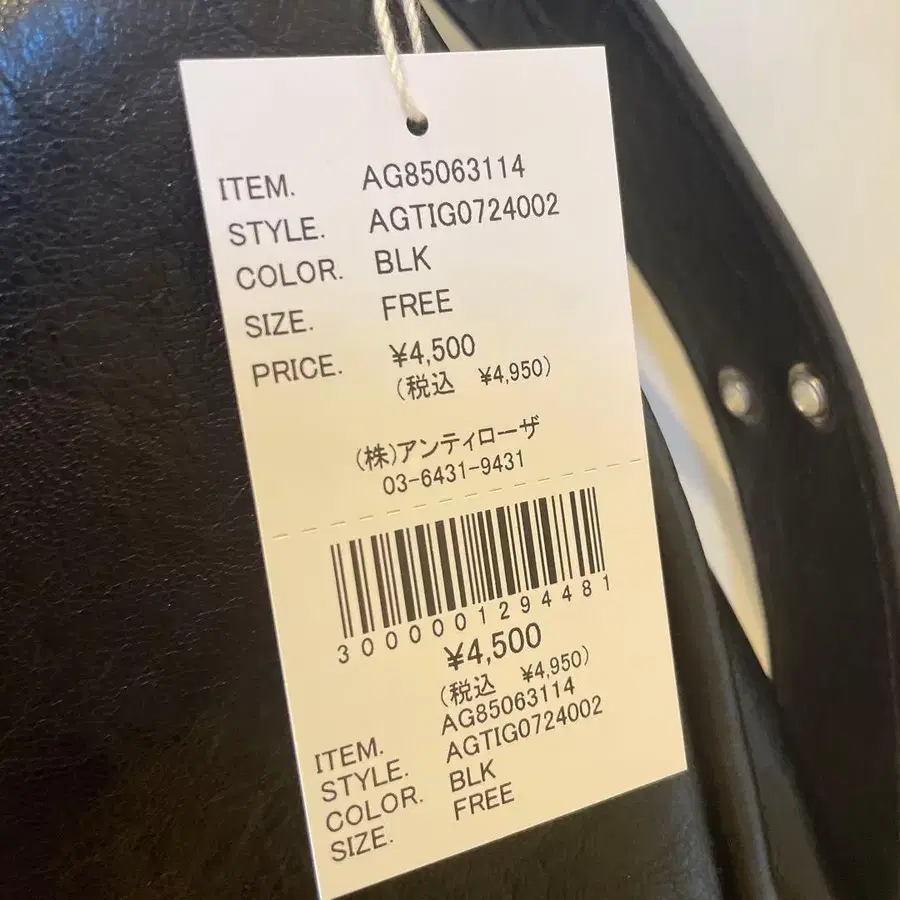 ITEM. AG85063114
STYLE. AGTIG0724002
COLOR. BLK
SIZE. FREE
PRICE. ¥4,500
(税込 ¥4,950)
(株)アンティローザ
03-6431-9431
3000001294481
¥4,500
(税込 ¥4,950)
ITEM. AG85063114
STYLE. AGTIG0724002
COLOR. BLK
SIZE. FREE